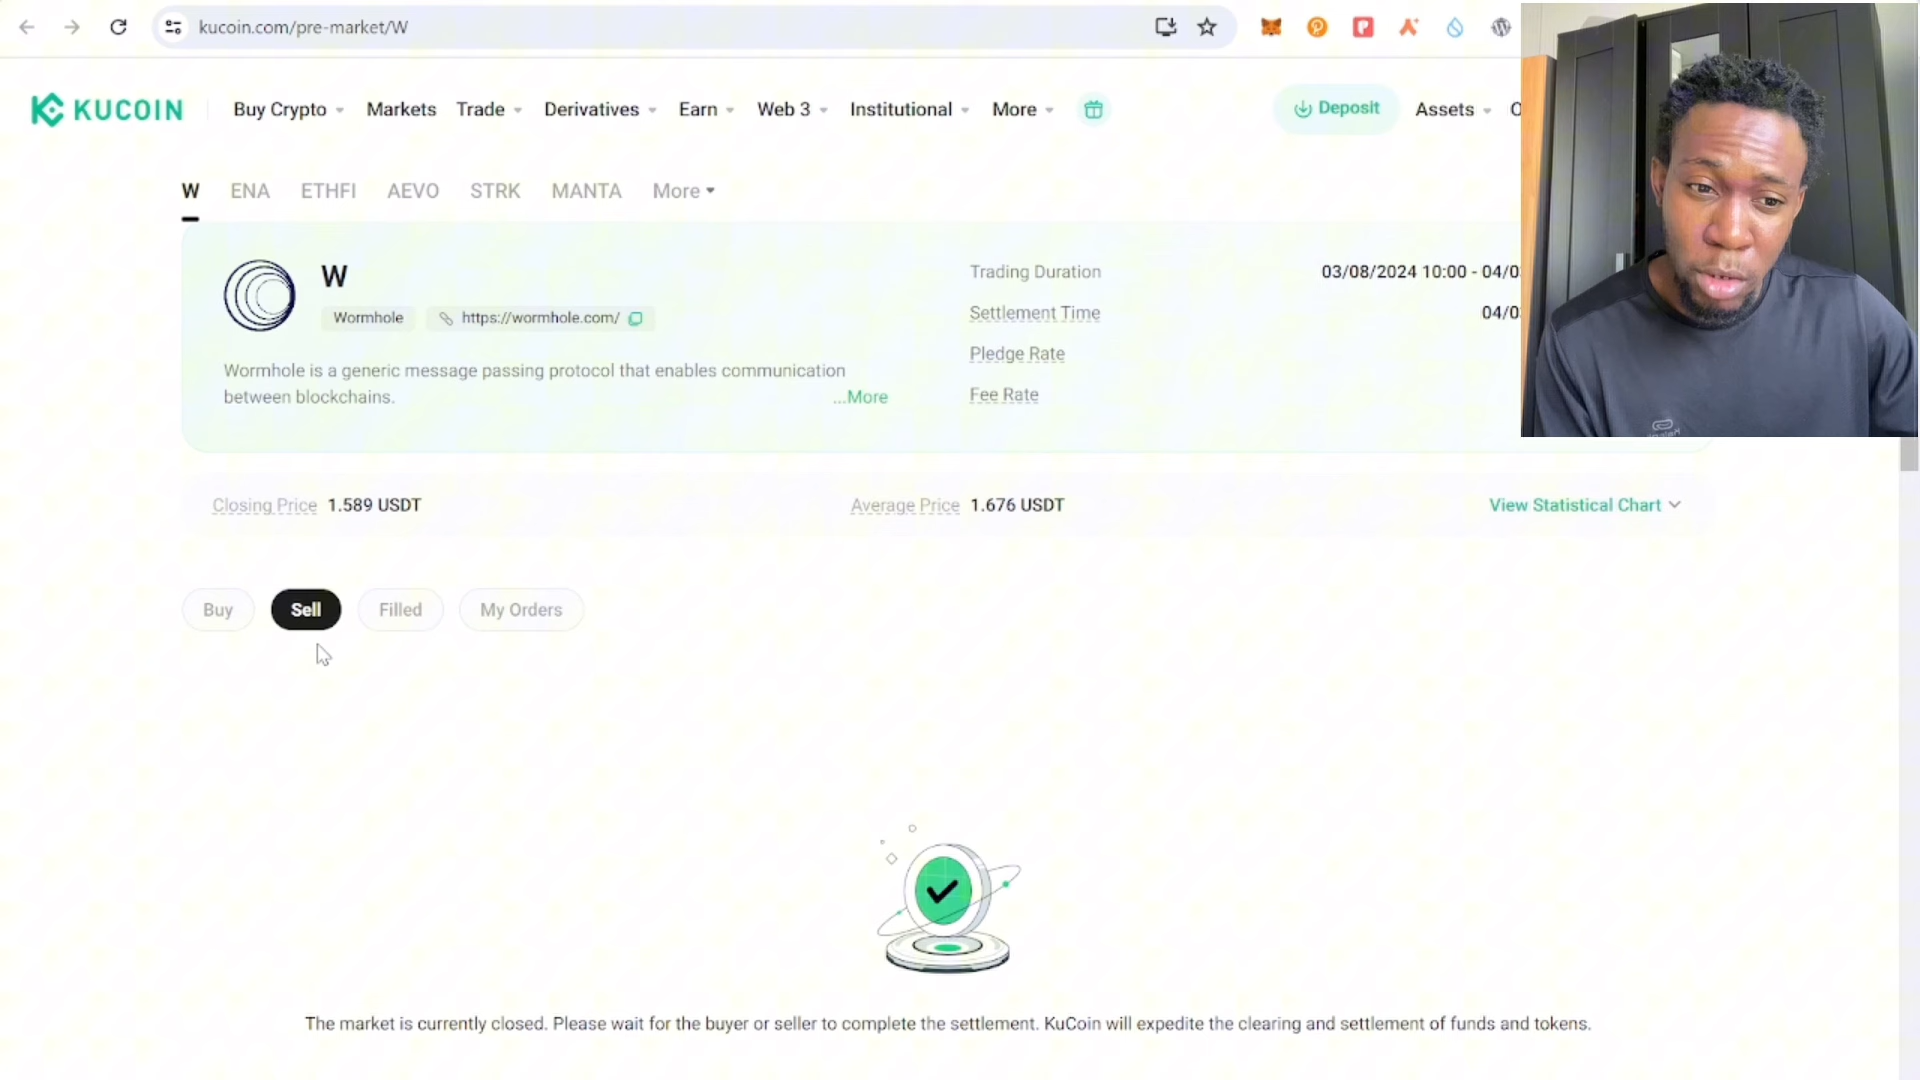 kucoin.com/pre-market/W
KUCOIN Buy Crypto Markets Trade Derivatives Earn Web 3 Institutional More Deposit Assets
W ENA ETHFI AEVO STRK MANTA More
W
Wormhole https://wormhole.com/
Wormhole is a generic message passing protocol that enables communication
between blockchains. ...More
Trading Duration 03/08/2024 10:00 - 04/0
Settlement Time 04/0
Pledge Rate
Fee Rate
Closing Price 1.589 USDT Average Price 1.676 USDT View Statistical Chart
Buy Sell Filled My Orders
The market is currently closed. Please wait for the buyer or seller to complete the settlement. KuCoin will expedite the clearing and settlement of funds and tokens.